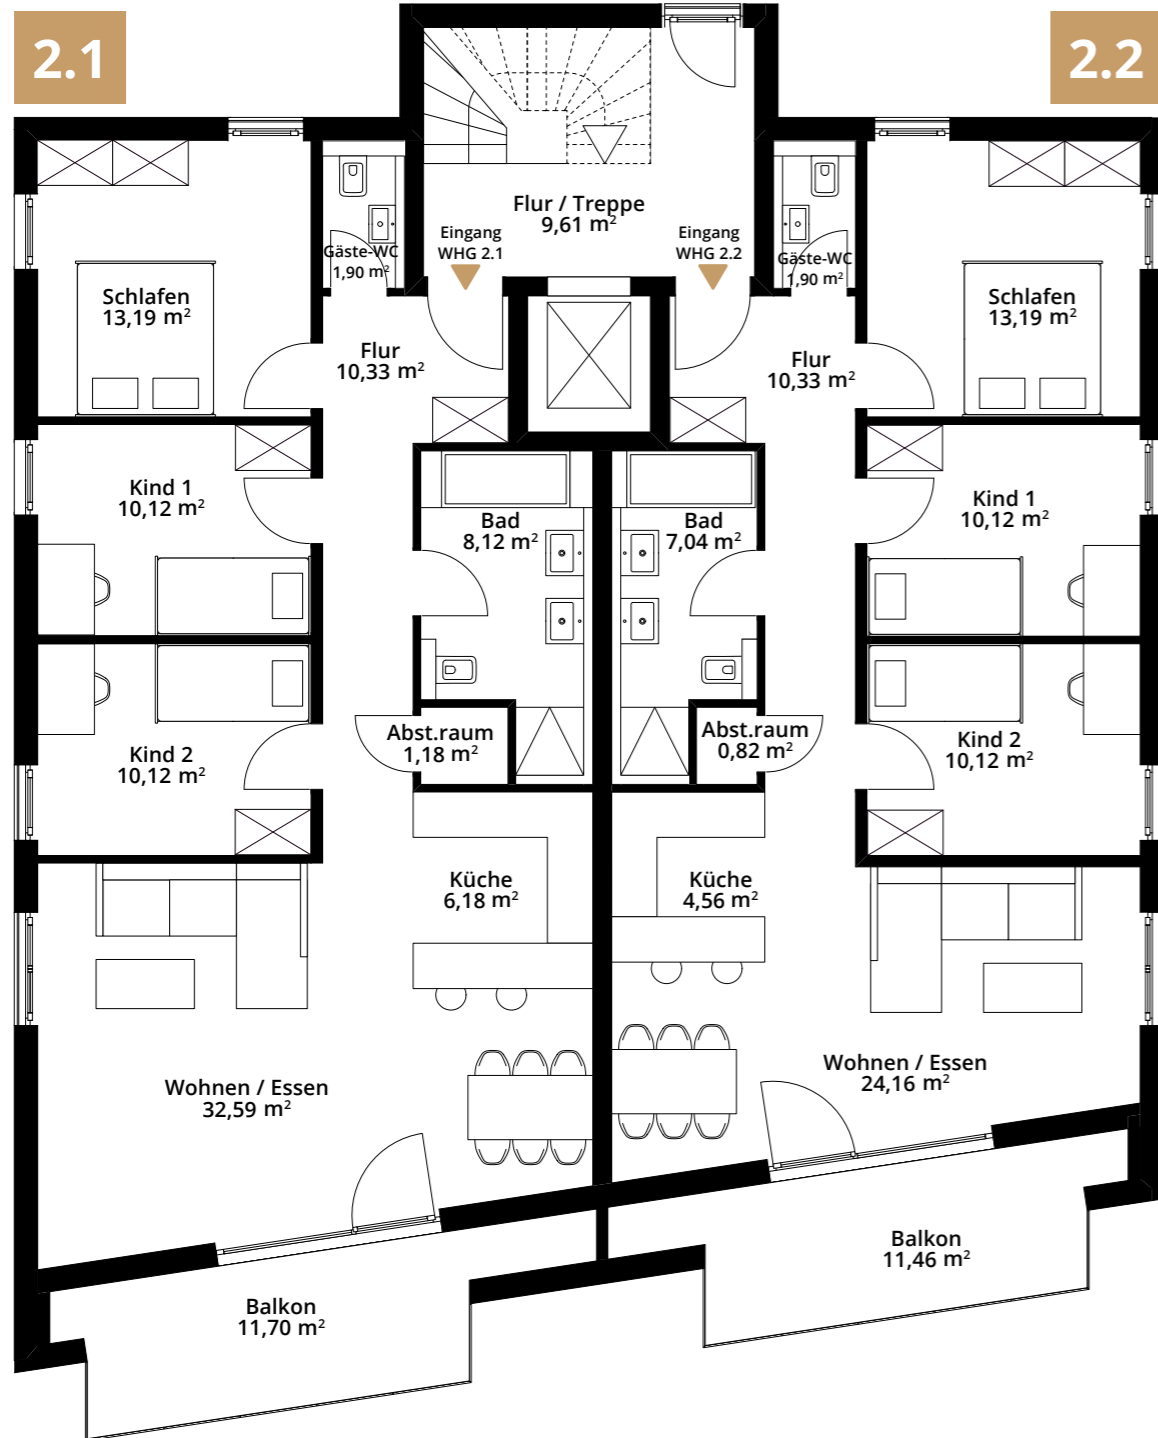 2.1
2.2
Flur / Treppe
9,61 m²
Eingang
WHG 2.1
Eingang
WHG 2.2
Gäste-WC
1,90 m²
Gäste-WC
1,90 m²
Schlafen
13,19 m²
Schlafen
13,19 m²
Flur
10,33 m²
Flur
10,33 m²
Kind 1
10,12 m²
Bad
8,12 m²
Bad
7,04 m²
Kind 1
10,12 m²
Kind 2
10,12 m²
Abst.raum
1,18 m²
Abst.raum
0,82 m²
Kind 2
10,12 m²
Küche
6,18 m²
Küche
4,56 m²
Wohnen / Essen
32,59 m²
Wohnen / Essen
24,16 m²
Balkon
11,70 m²
Balkon
11,46 m²